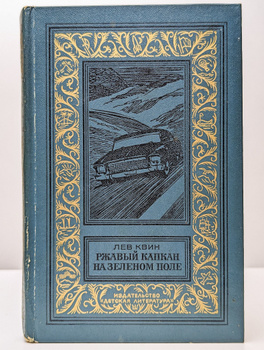 ЛЕВ КВИН
РЖАВЫЙ КАПКАН
НА ЗЕЛЕНОМ ПОЛЕ
ИЗДАТЕЛЬСТВО
«ДЕТСКАЯ ЛИТЕРАТУРА»